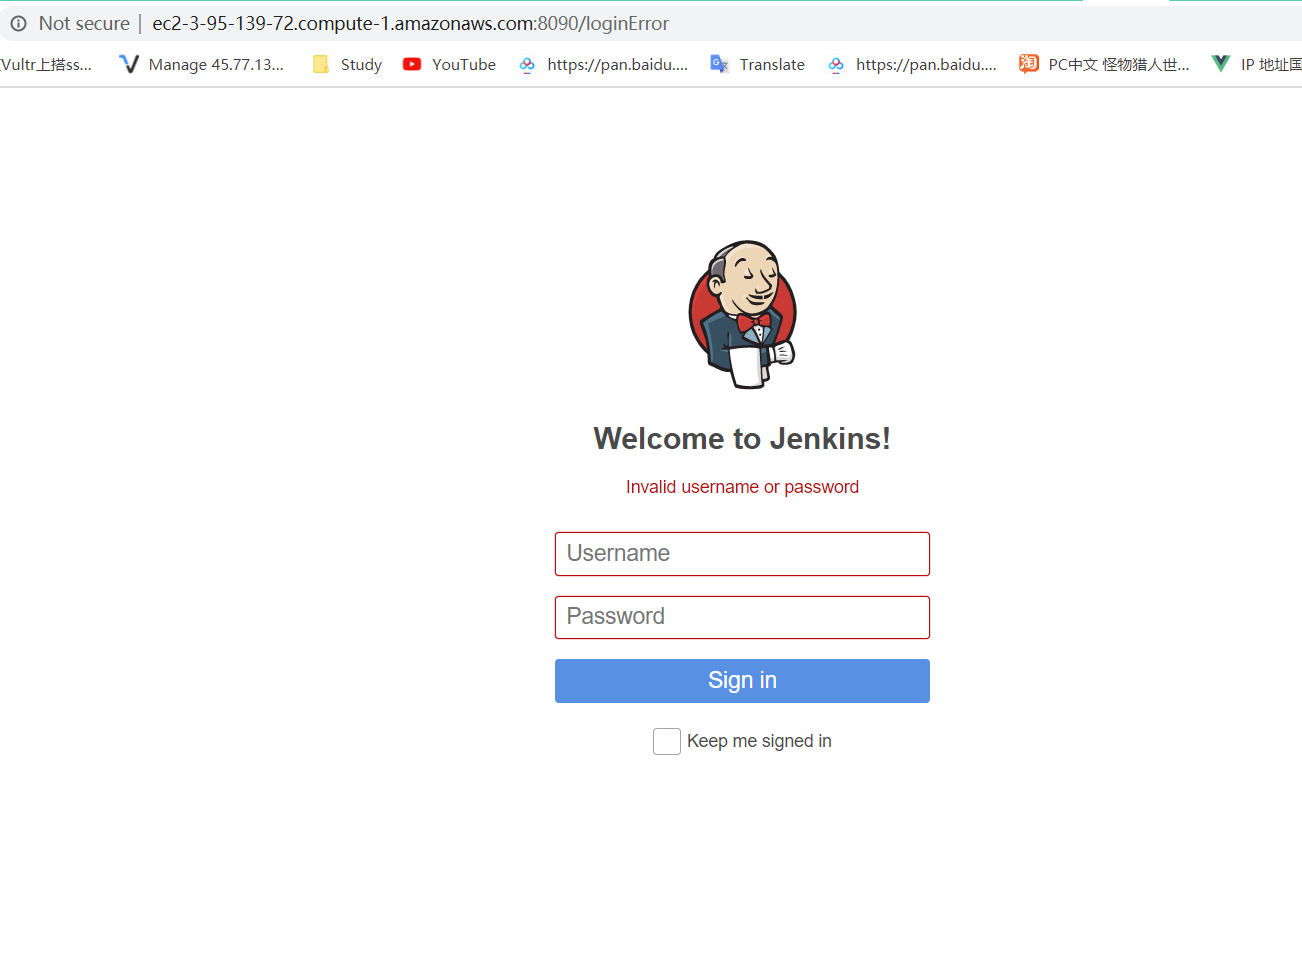 Not secure | ec2-3-95-139-72.compute-1.amazonaws.com:8090/loginError
Vultr上搭ss... Manage 45.77.13... Study YouTube https://pan.baidu.... Translate https://pan.baidu.... PC中文 怪物猎人世... IP 地址国
Welcome to Jenkins!
Invalid username or password
Username
Password
Sign in
Keep me signed in